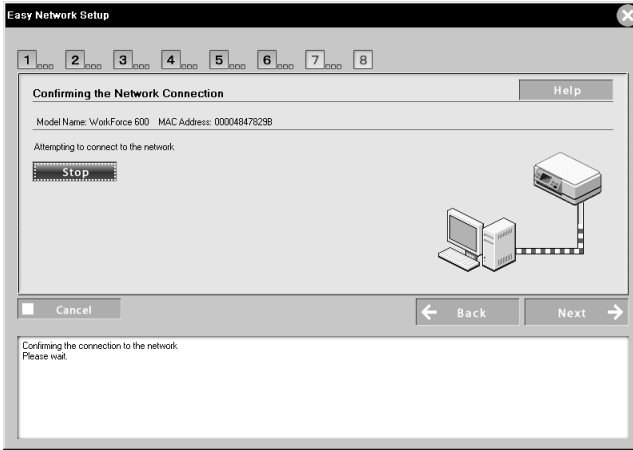 Easy Network Setup
1 2 3 4 5 6 7 8
Confirming the Network Connection
Help
Model Name: WorkForce 600 MAC Address: 00004847829B
Attempting to connect to the network
Stop
Cancel
Back
Next
Confirming the connection to the network
Please wait.